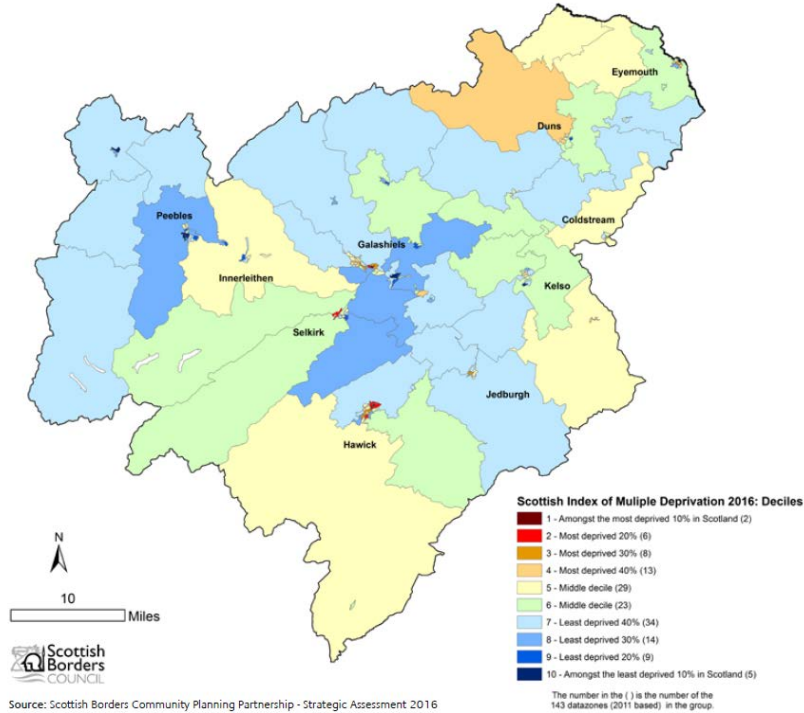 Eyemouth
Duns
Coldstream
Peebles
Galashiels
Innerleithen
Kelso
Selkirk
Jedburgh
Hawick
Scottish Index of Muliple Deprivation 2016: Deciles
1 - Amongst the most deprived 10% in Scotland (2)
2 - Most deprived 20% (6)
3 - Most deprived 30% (8)
4 - Most deprived 40% (13)
5 - Middle decile (29)
6 - Middle decile (23)
7 - Least deprived 40% (34)
8 - Least deprived 30% (14)
9 - Least deprived 20% (9)
10 - Amongst the least deprived 10% in Scotland (5)
The number in the ( ) is the number of the
143 datazones (2011 based) in the group.
N
10
Miles
Scottish
Borders
COUNCIL
Source: Scottish Borders Community Planning Partnership - Strategic Assessment 2016